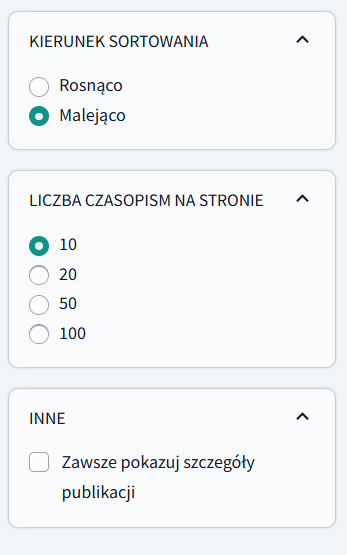 KIERUNEK SORTOWANIA
Rosnąco
Malejąco
LICZBA CZASOPISM NA STRONIE
10
20
50
100
INNE
Zawsze pokazuj szczegóły
publikacji